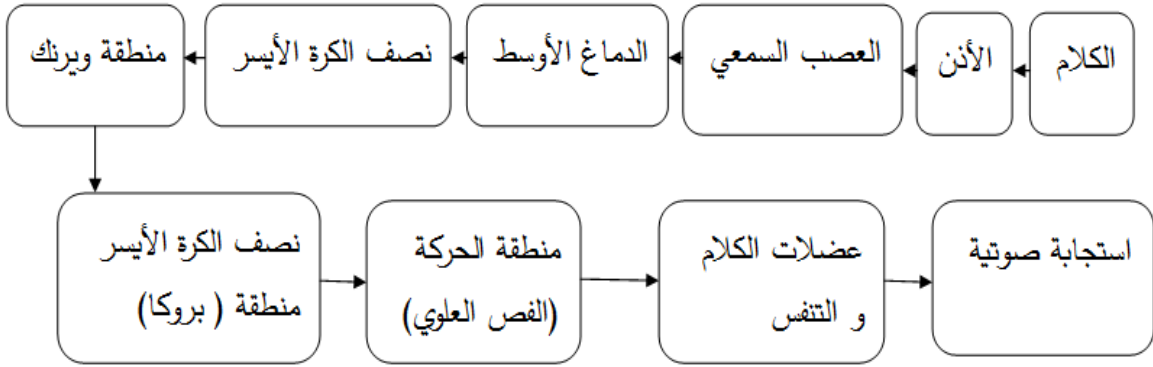 الكلام
الأذن
العصب السمعي
الدماغ الأوسط
نصف الكرة الأيسر
منطقة ويرنك
نصف الكرة الأيسر
منطقة ( بروكا)
منطقة الحركة
(الفص العلوي)
عضلات الكلام
و التنفس
استجابة صوتية